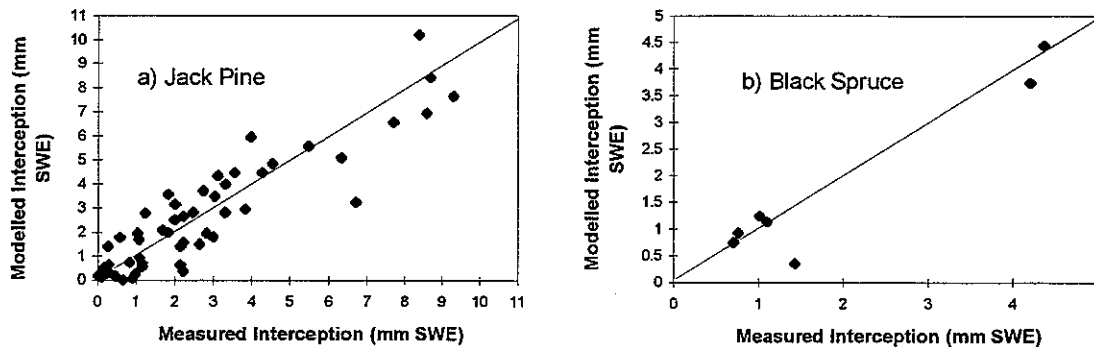 11
10
9
8
7
6
5
4
3
2
1
0
Modelled Interception (mm
SWE)
a) Jack Pine
0 1 2 3 4 5 6 7 8 9 10 11
Measured Interception (mm SWE)
5
4.5
4
3.5
3
2.5
2
1.5
1
0.5
0
Modelled Interception (mm
SWE)
b) Black Spruce
0 1 2 3 4
Measured Interception (mm SWE)